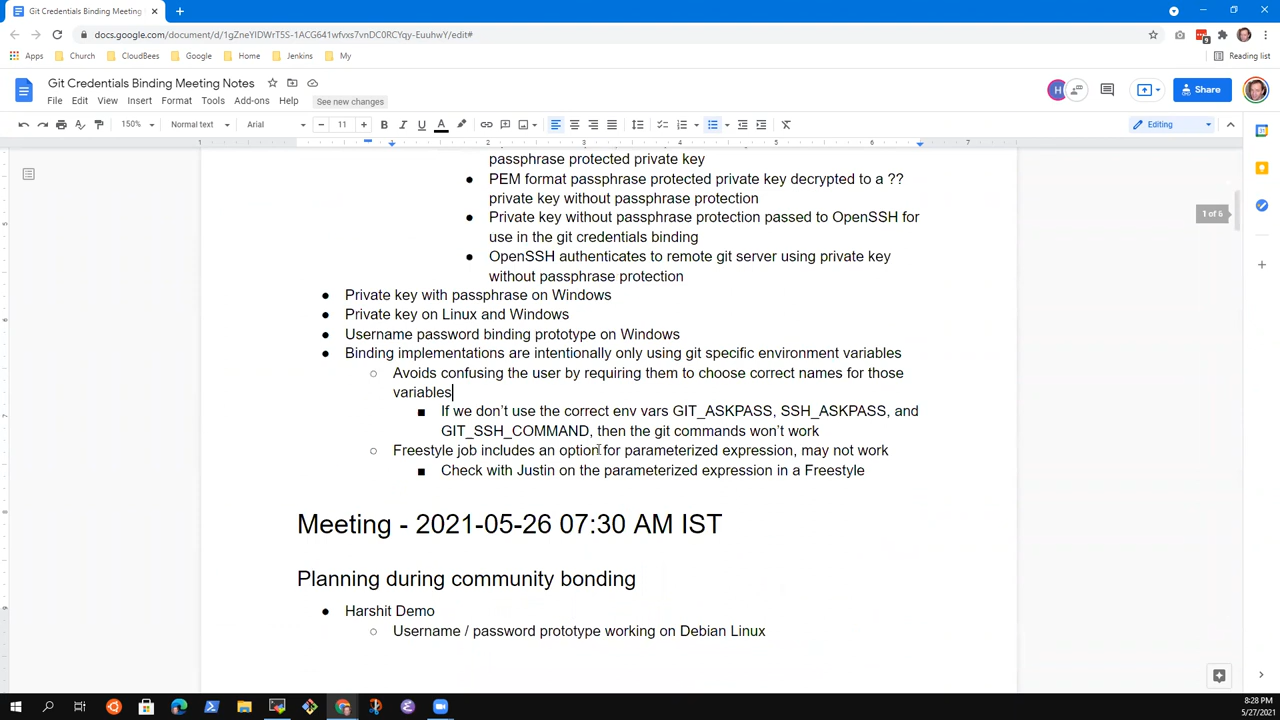 Git Credentials Binding Meeting
docs.google.com/document/d/1gZneYIDWrT5S-1ACG641wfvxs7vnDC0RCYqy-EuuhwY/edit#
Apps Church CloudBees Google Home Jenkins My Reading list
Git Credentials Binding Meeting Notes
File Edit View Insert Format Tools Add-ons Help See new changes
H Share
150% Normal text Arial 11 Editing
1 2 3 4 5 6 7
passphrase protected private key
PEM format passphrase protected private key decrypted to a ??
private key without passphrase protection
1 of 6
Private key without passphrase protection passed to OpenSSH for
use in the git credentials binding
OpenSSH authenticates to remote git server using private key
without passphrase protection
Private key with passphrase on Windows
Private key on Linux and Windows
Username password binding prototype on Windows
Binding implementations are intentionally only using git specific environment variables
Avoids confusing the user by requiring them to choose correct names for those
variables
If we don't use the correct env vars GIT_ASKPASS, SSH_ASKPASS, and
GIT_SSH_COMMAND, then the git commands won't work
Freestyle job includes an option for parameterized expression, may not work
Check with Justin on the parameterized expression in a Freestyle
Meeting - 2021-05-26 07:30 AM IST
Planning during community bonding
Harshit Demo
Username / password prototype working on Debian Linux
8:28 PM
5/27/2021